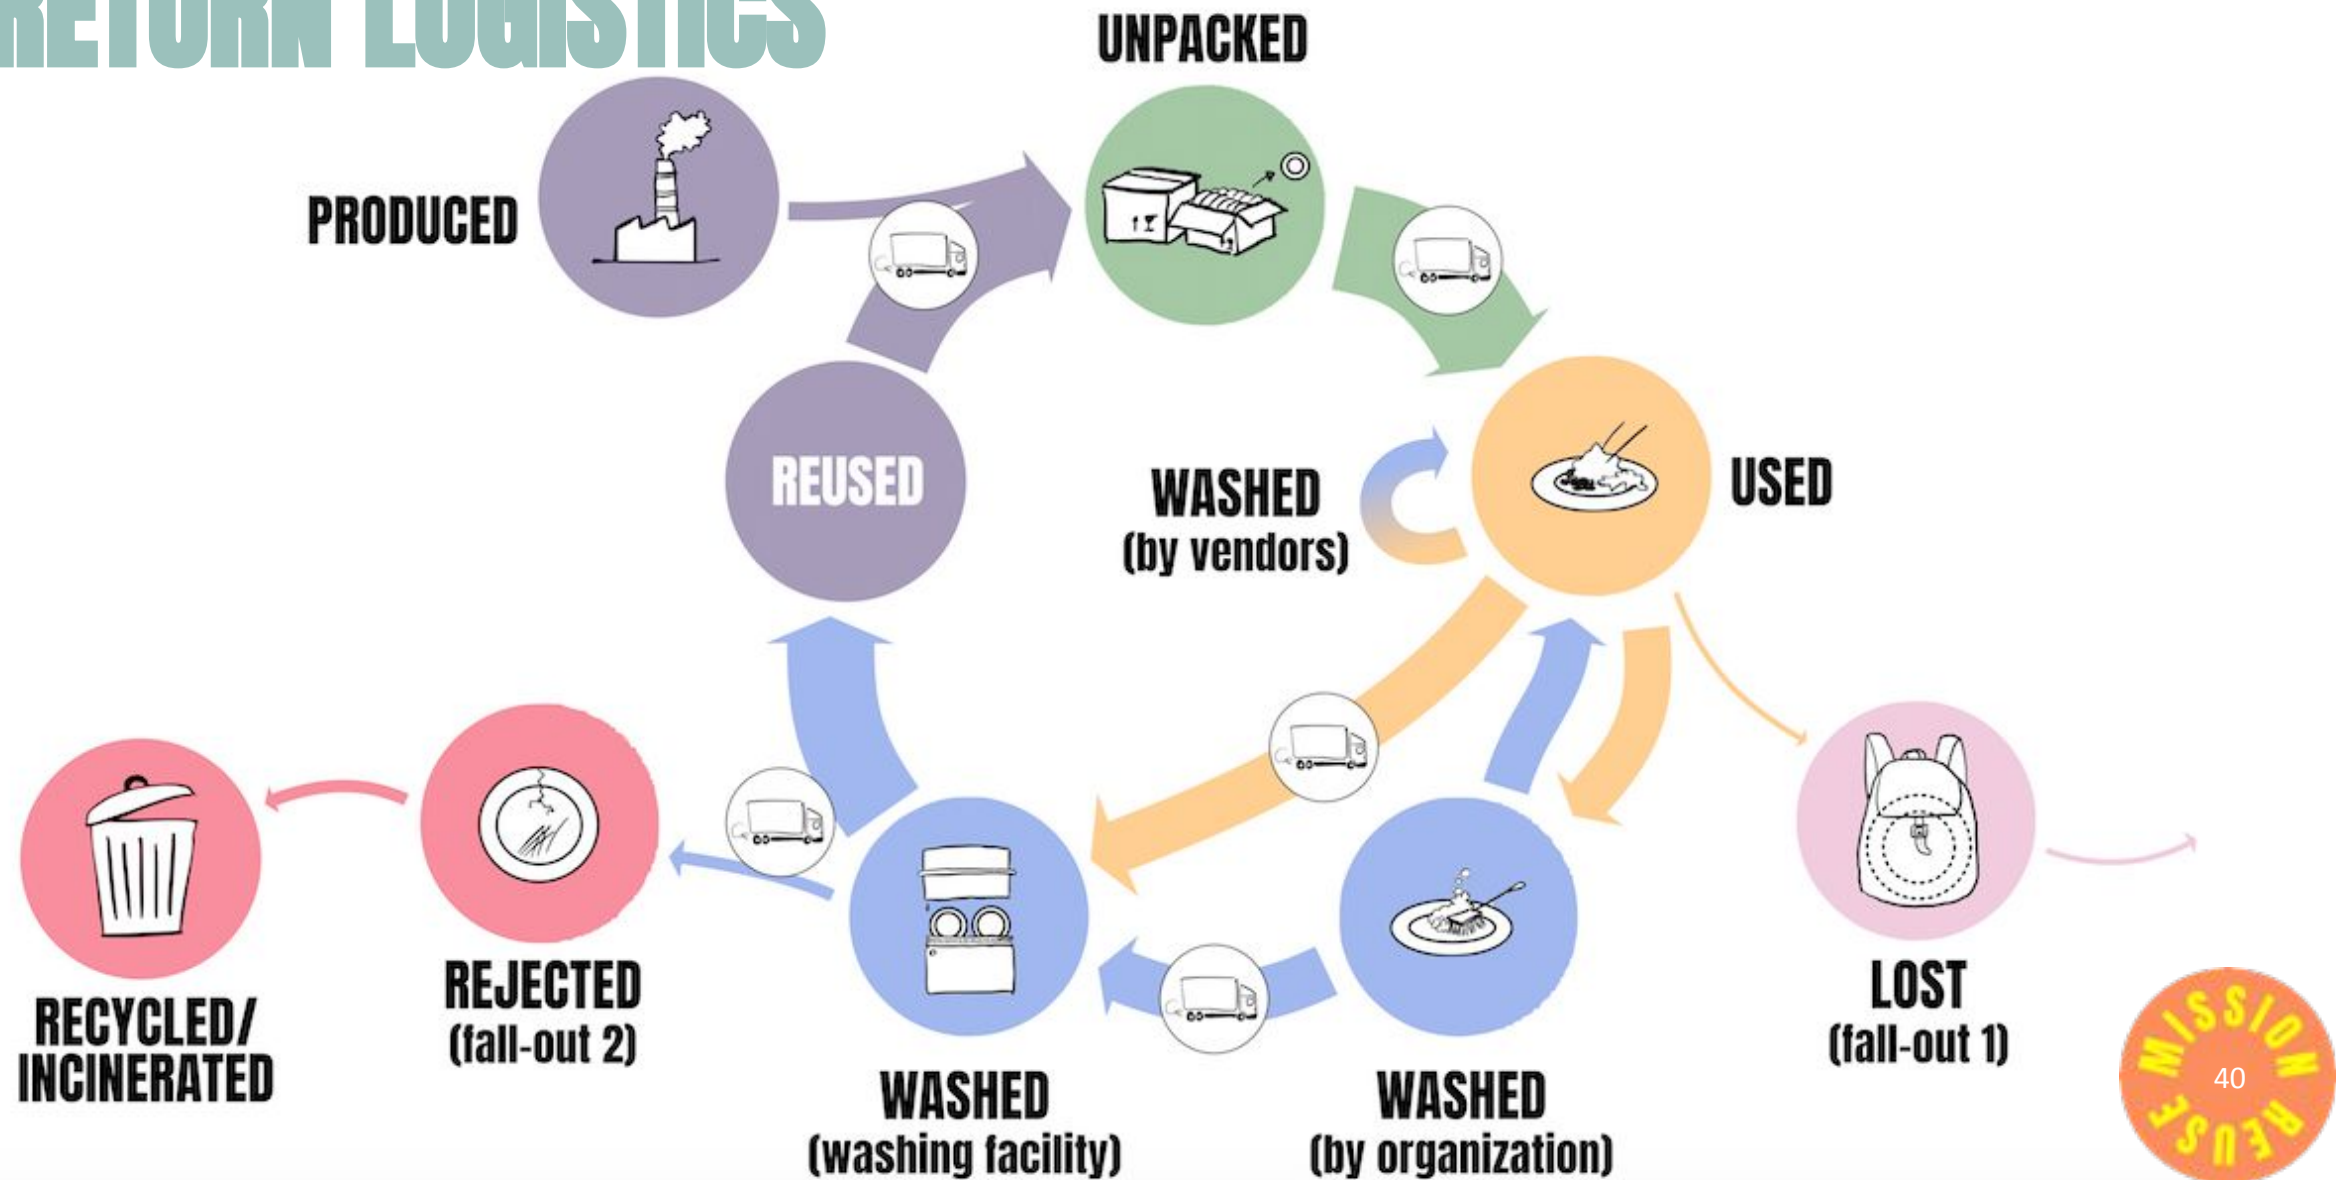 RETURN LOGISTICS
UNPACKED
PRODUCED
REUSED
WASHED
(by vendors)
USED
RECYCLED/
INCINERATED
REJECTED
(fall-out 2)
WASHED
(washing facility)
WASHED
(by organization)
LOST
(fall-out 1)
MISSION
REUSE
40